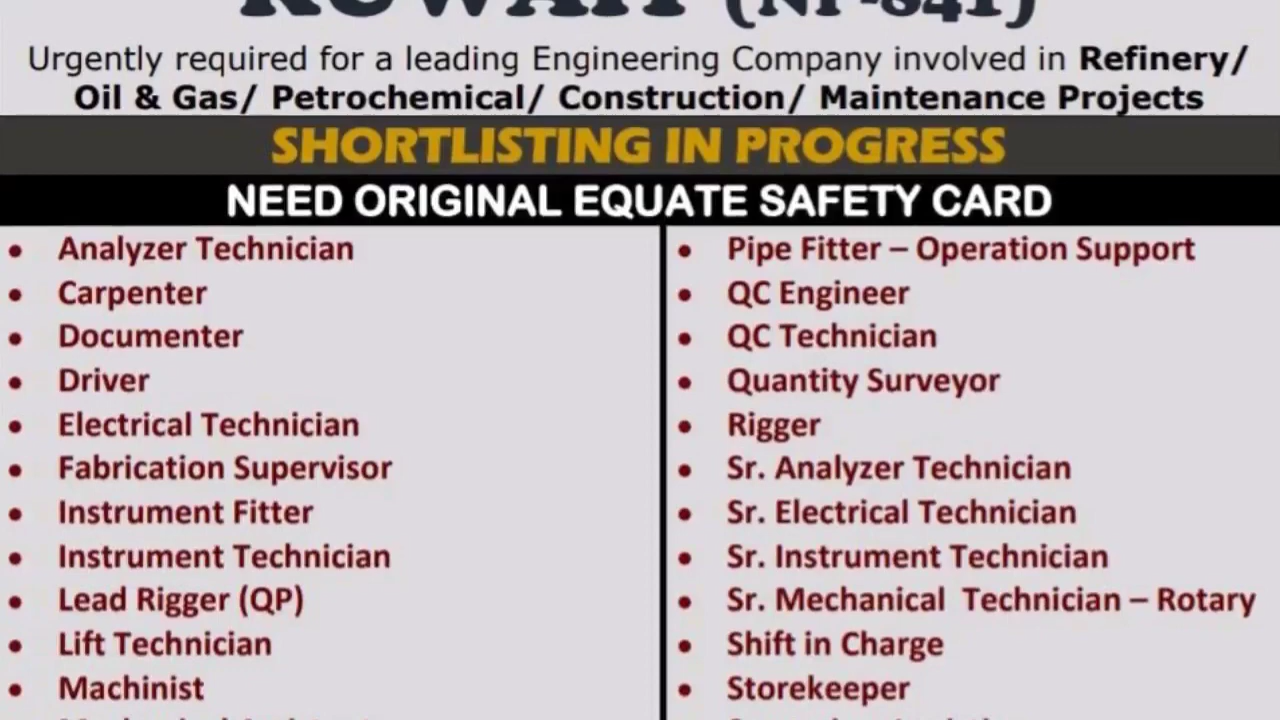 KUWAIT (NT-841)
Urgently required for a leading Engineering Company involved in Refinery/
Oil & Gas/ Petrochemical/ Construction/ Maintenance Projects
SHORTLISTING IN PROGRESS
NEED ORIGINAL EQUATE SAFETY CARD
• Analyzer Technician
• Carpenter
• Documenter
• Driver
• Electrical Technician
• Fabrication Supervisor
• Instrument Fitter
• Instrument Technician
• Lead Rigger (QP)
• Lift Technician
• Machinist
• Pipe Fitter – Operation Support
• QC Engineer
• QC Technician
• Quantity Surveyor
• Rigger
• Sr. Analyzer Technician
• Sr. Electrical Technician
• Sr. Instrument Technician
• Sr. Mechanical Technician – Rotary
• Shift in Charge
• Storekeeper